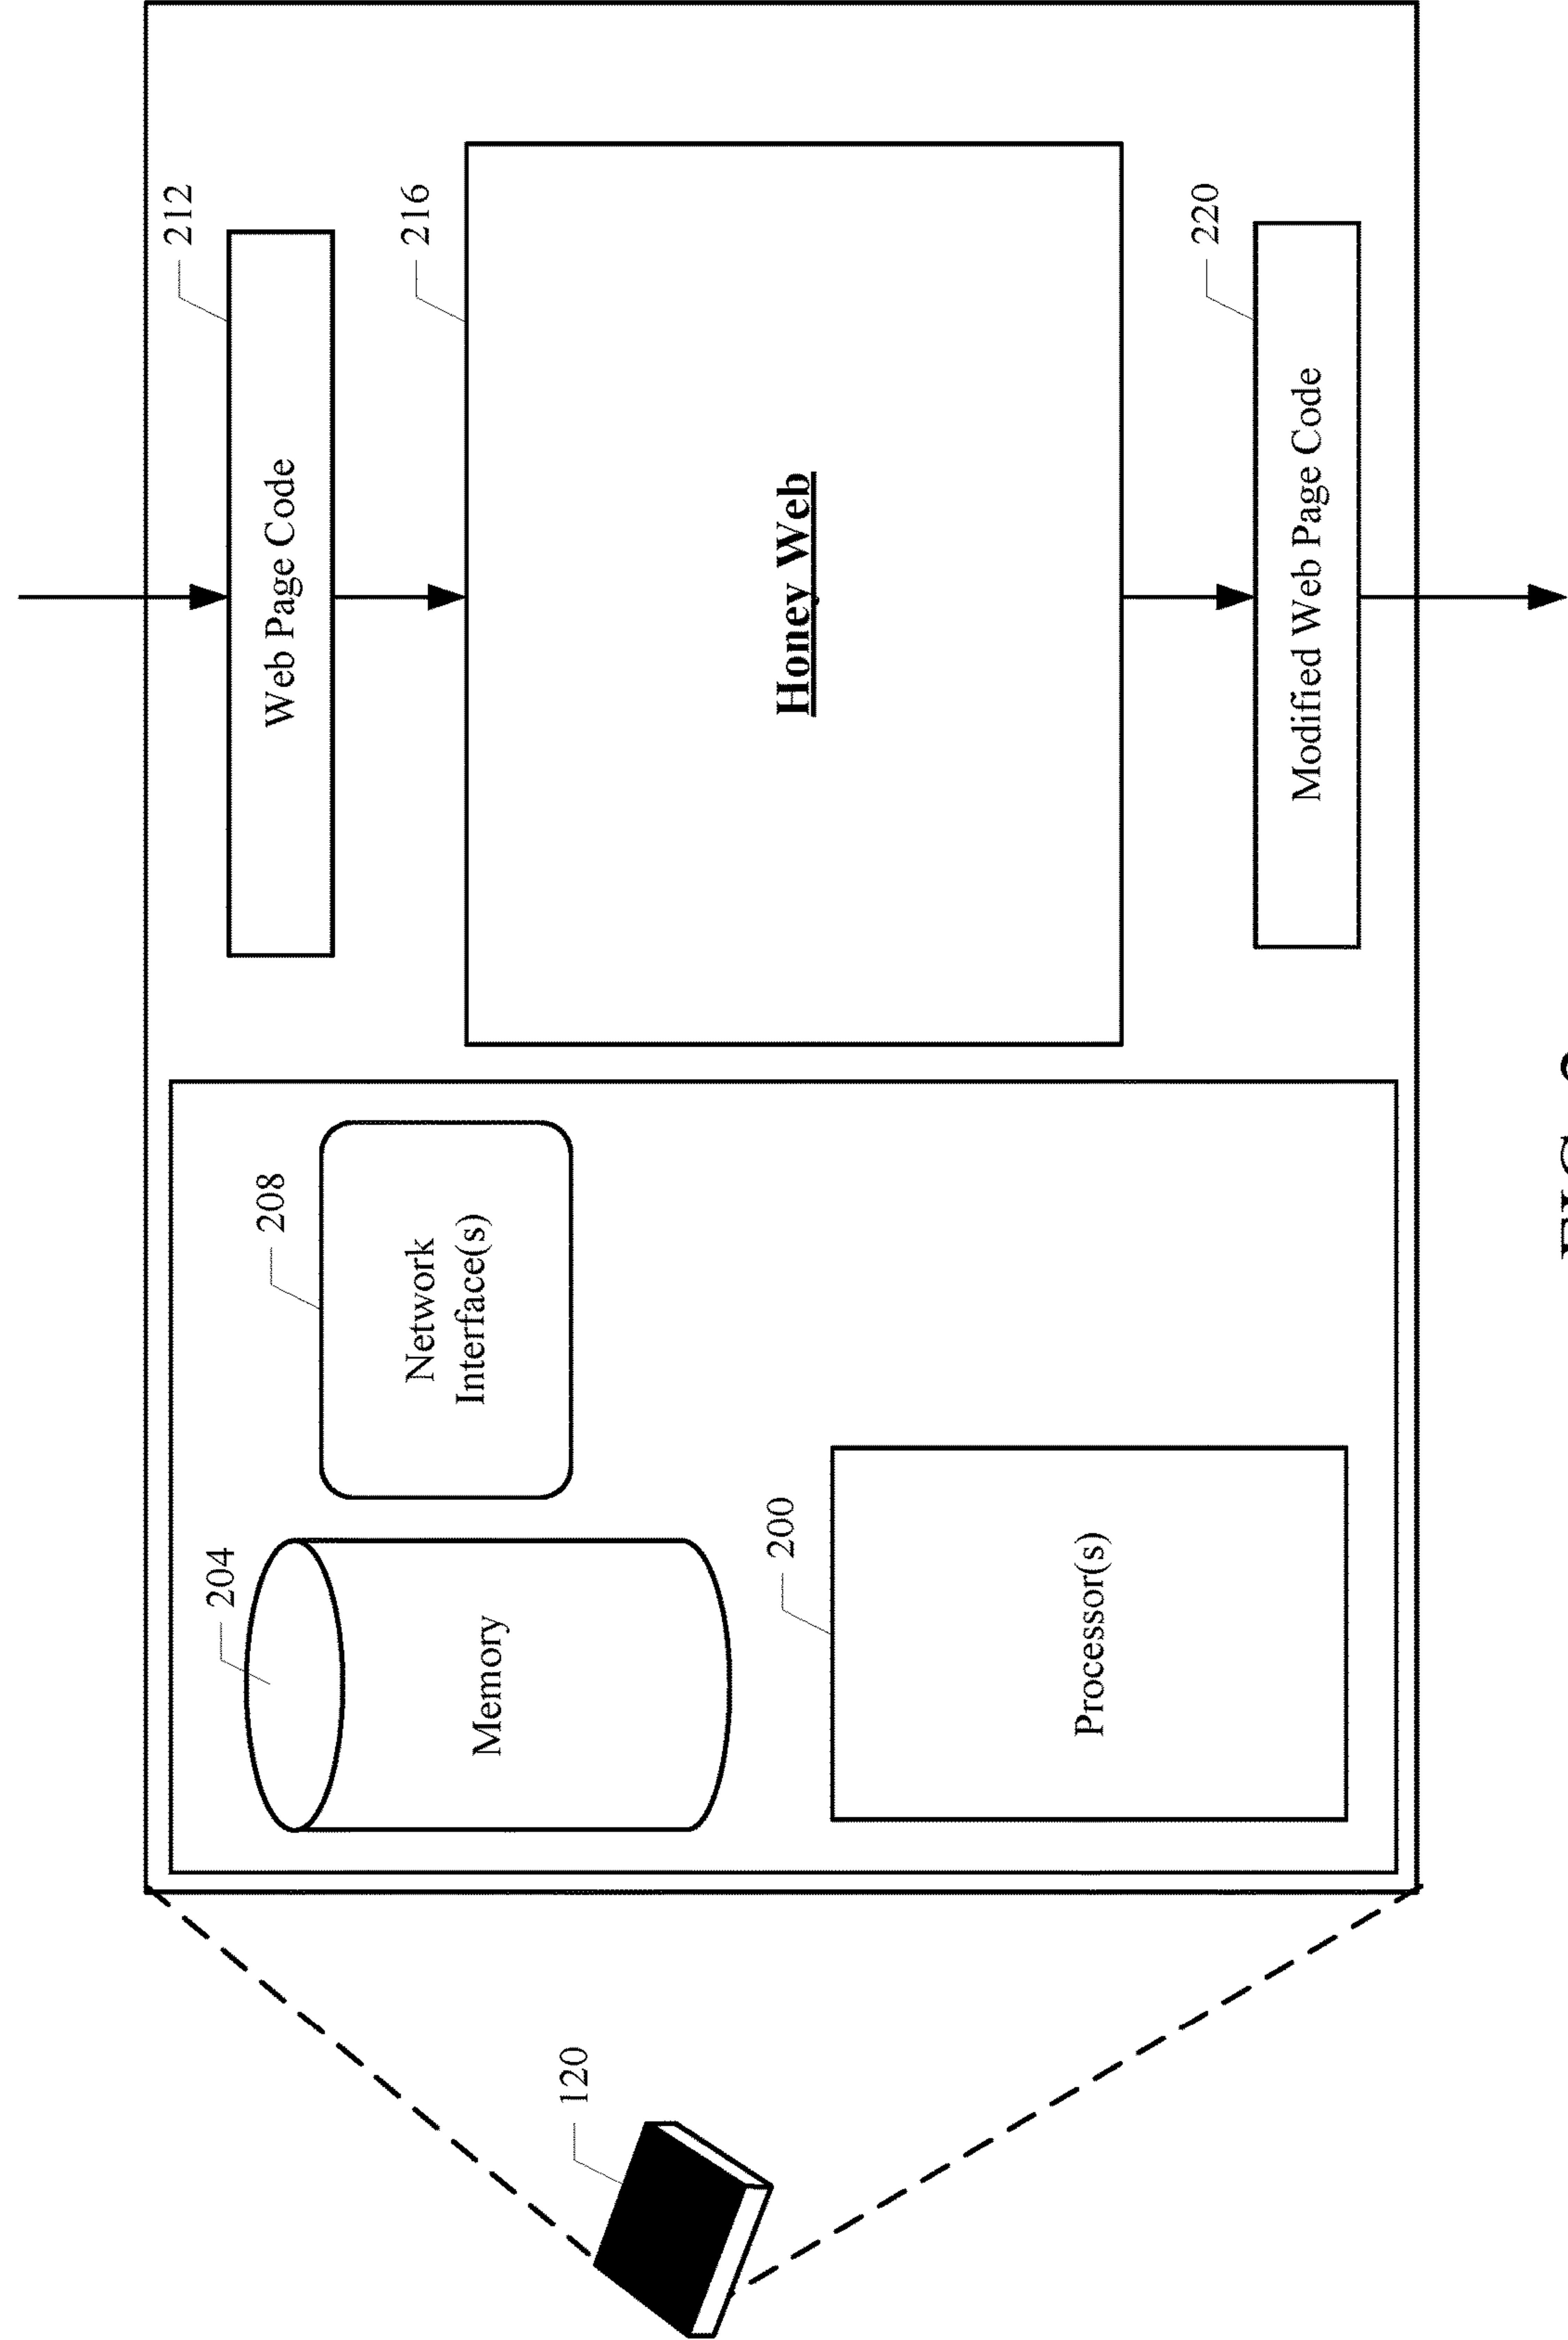 120
204
Memory
208
Network
Interface(s)
200
Processor(s)
212
Web Page Code
216
Honey Web
220
Modified Web Page Code